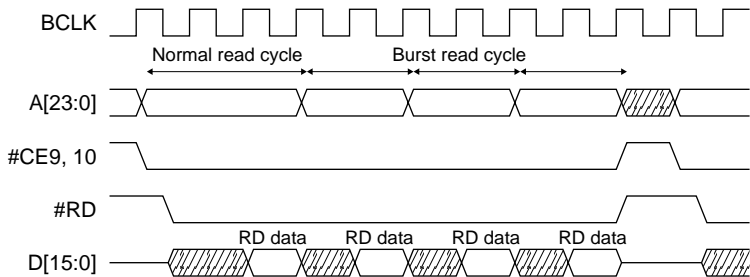 BCLK
Normal read cycle Burst read cycle
A[23:0]
#CE9, 10
#RD
RD data RD data RD data RD data
D[15:0]